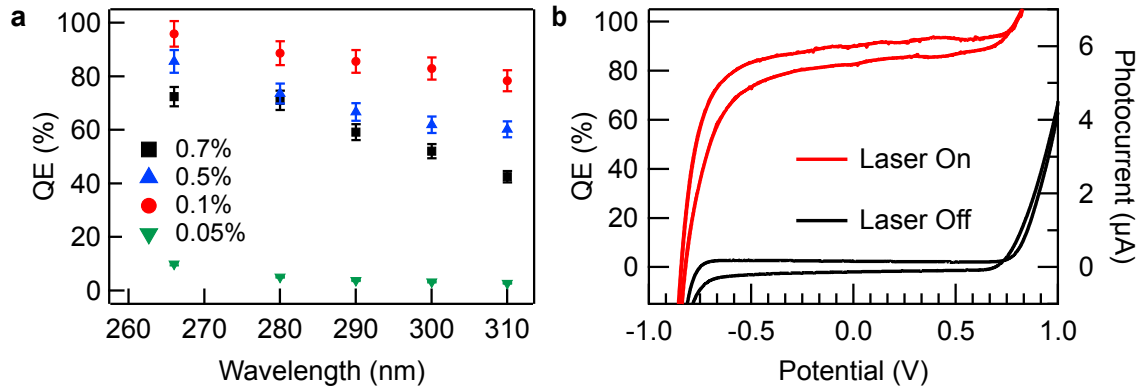 a
QE (%)
100
80
60
40
20
0
0.7%
0.5%
0.1%
0.05%
260 270 280 290 300 310
Wavelength (nm)
b
QE (%)
100
80
60
40
20
0
Laser On
Laser Off
6
4
2
0
Photocurrent (µA)
-1.0 -0.5 0.0 0.5 1.0
Potential (V)